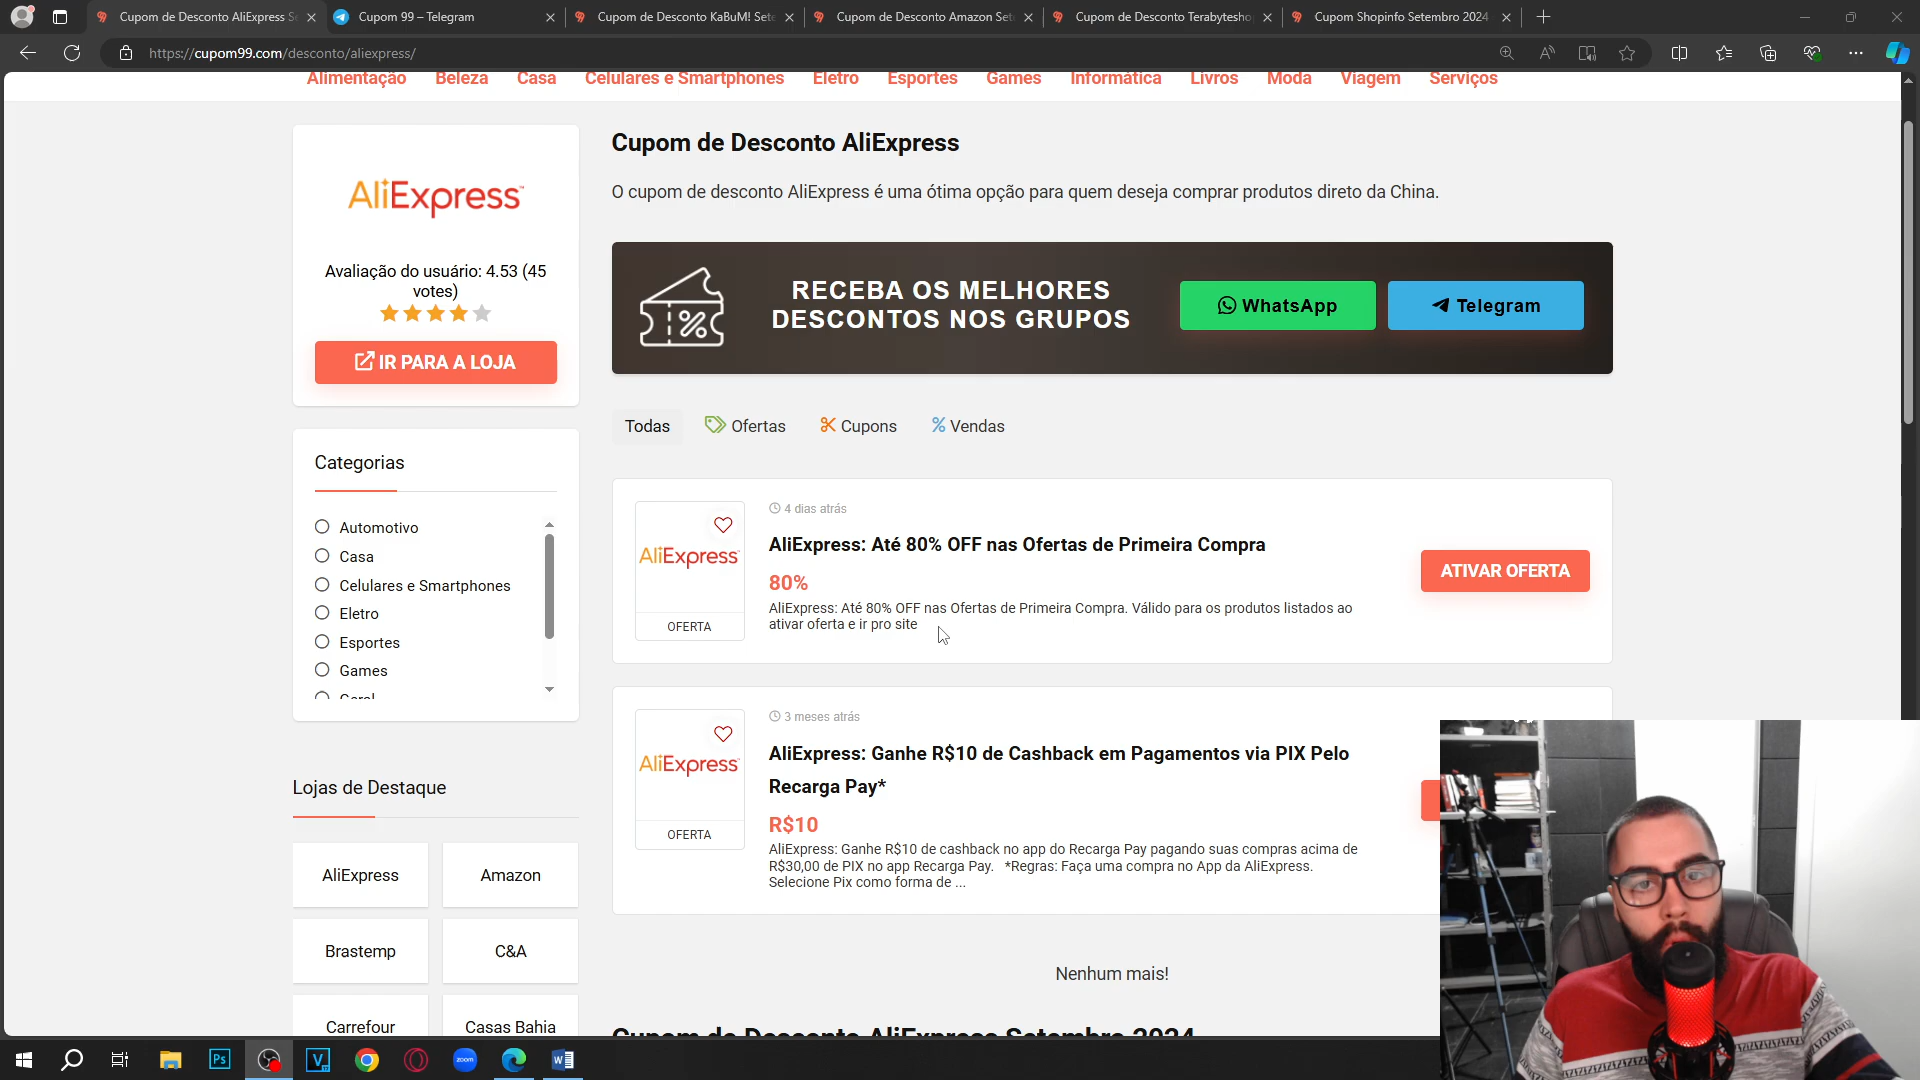 Cupom de Desconto AliExpress Se
Cupom 99 – Telegram
Cupom de Desconto KaBuM! Sete
Cupom de Desconto Amazon Set
Cupom de Desconto Terabytesho
Cupom Shopinfo Setembro 2024
https://cupom99.com/desconto/aliexpress/
Alimentação Beleza Casa Celulares e Smartphones Eletro Esportes Games Informática Livros Moda Viagem Serviços
AliExpress
Avaliação do usuário: 4.53 (45
votes)
IR PARA A LOJA
Categorias
Automotivo
Casa
Celulares e Smartphones
Eletro
Esportes
Games
Geral
Lojas de Destaque
AliExpress
Amazon
Brastemp
C&A
Carrefour
Casas Bahia
Cupom de Desconto AliExpress
O cupom de desconto AliExpress é uma ótima opção para quem deseja comprar produtos direto da China.
RECEBA OS MELHORES
DESCONTOS NOS GRUPOS
WhatsApp
Telegram
Todas
Ofertas
Cupons
Vendas
AliExpress
OFERTA
4 dias atrás
AliExpress: Até 80% OFF nas Ofertas de Primeira Compra
80%
AliExpress: Até 80% OFF nas Ofertas de Primeira Compra. Válido para os produtos listados ao
ativar oferta e ir pro site
ATIVAR OFERTA
AliExpress
OFERTA
3 meses atrás
AliExpress: Ganhe R$10 de Cashback em Pagamentos via PIX Pelo
Recarga Pay*
R$10
AliExpress: Ganhe R$10 de cashback no app do Recarga Pay pagando suas compras acima de
R$30,00 de PIX no app Recarga Pay. *Regras: Faça uma compra no App da AliExpress.
Selecione Pix como forma de ...
Nenhum mais!
Cupom de Desconto AliExpress Setembro 2024
Ps
V
zoom
W